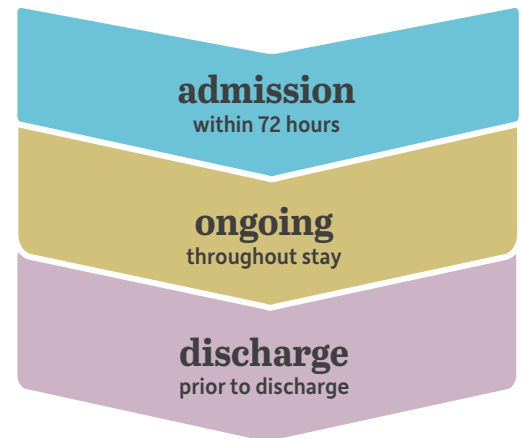 admission
within 72 hours
ongoing
throughout stay
discharge
prior to discharge